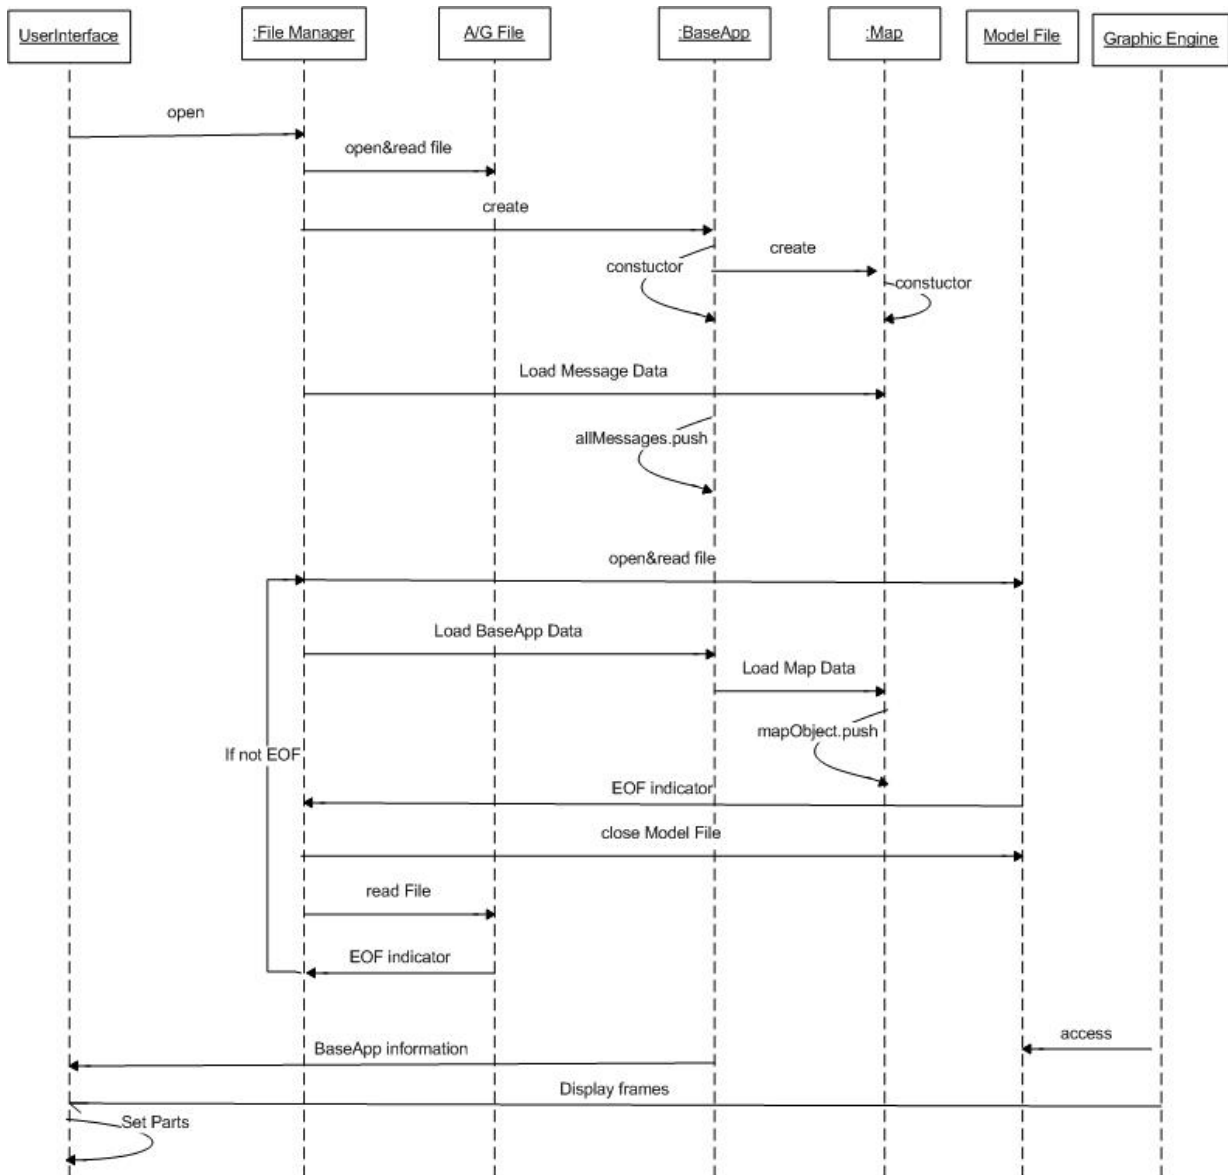 UserInterface
:File Manager
A/G File
:BaseApp
:Map
Model File
Graphic Engine
open
open&read file
create
create
constuctor
constuctor
Load Message Data
allMessages.push
open&read file
Load BaseApp Data
Load Map Data
mapObject.push
If not EOF
EOF indicator
close Model File
read File
EOF indicator
access
BaseApp information
Display frames
Set Parts